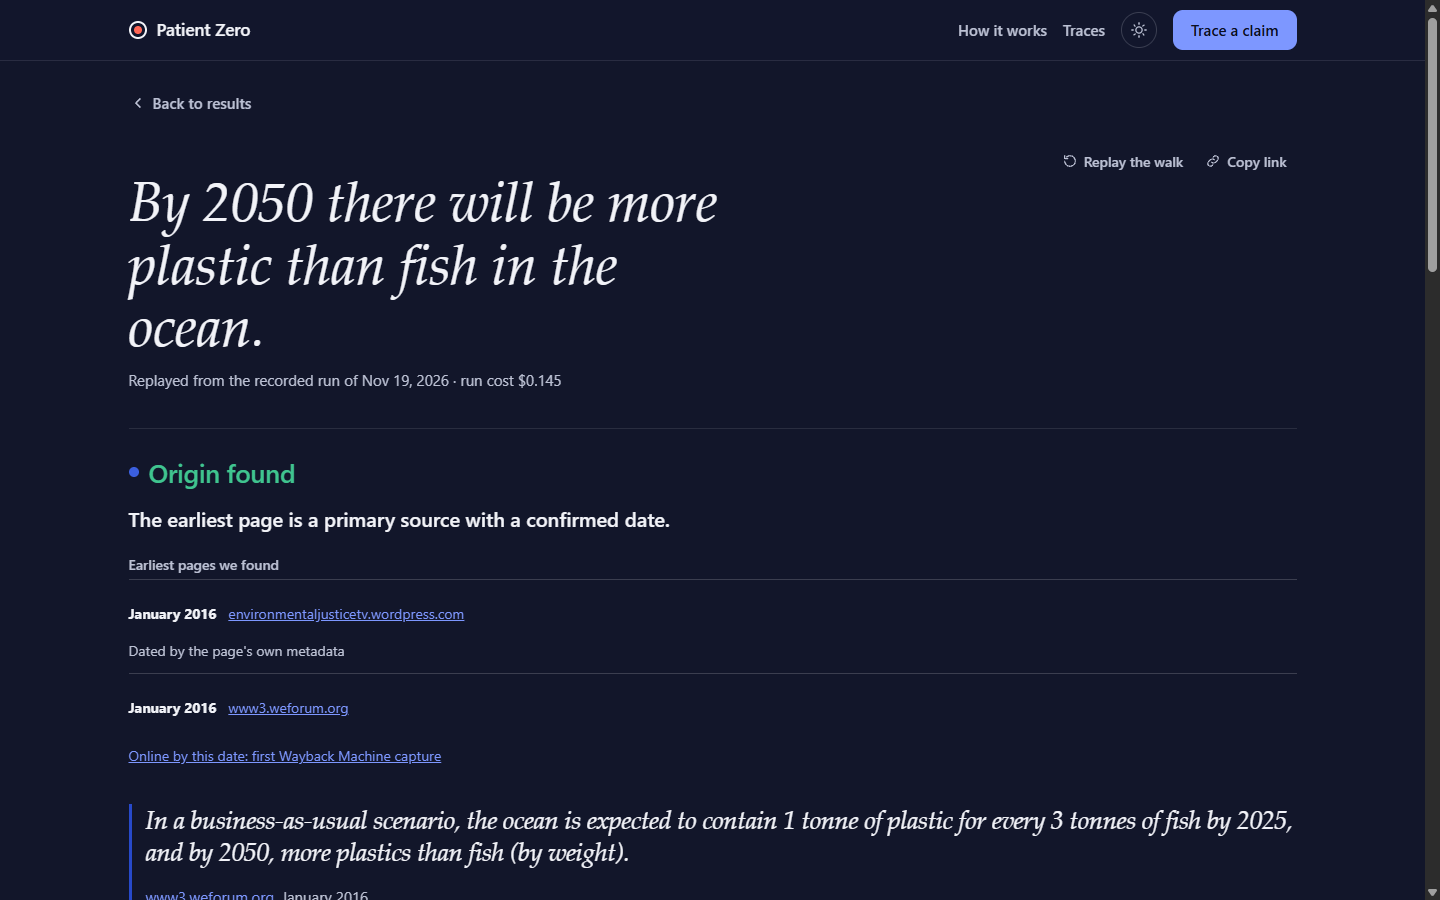 Patient Zero
How it works
Traces
Trace a claim
Back to results
Replay the walk
Copy link
By 2050 there will be more
plastic than fish in the
ocean.
Replayed from the recorded run of Nov 19, 2026 · run cost $0.145
Origin found
The earliest page is a primary source with a confirmed date.
Earliest pages we found
January 2016 environmentaljusticetv.wordpress.com
Dated by the page's own metadata
January 2016 www3.weforum.org
Online by this date: first Wayback Machine capture
In a business-as-usual scenario, the ocean is expected to contain 1 tonne of plastic for every 3 tonnes of fish by 2025,
and by 2050, more plastics than fish (by weight).
www3.weforum.org January 2016